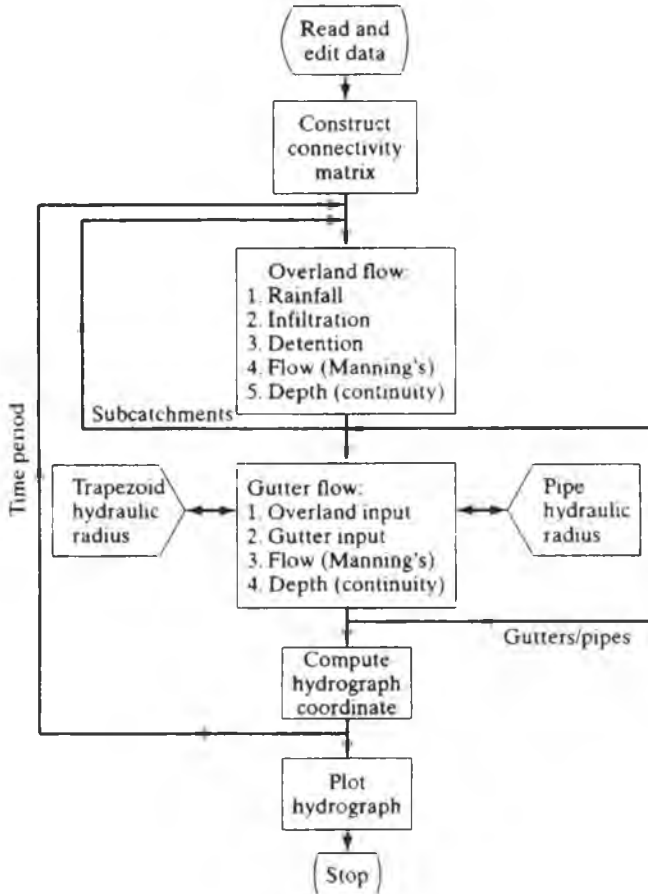 Read and
edit data
Construct
connectivity
matrix
Overland flow:
1. Rainfall
2. Infiltration
3. Detention
4. Flow (Manning's)
5. Depth (continuity)
Subcatchments
Time period
Trapezoid
hydraulic
radius
Gutter flow:
1. Overland input
2. Gutter input
3. Flow (Manning's)
4. Depth (continuity)
Pipe
hydraulic
radius
Gutters/pipes
Compute
hydrograph
coordinate
Plot
hydrograph
Stop